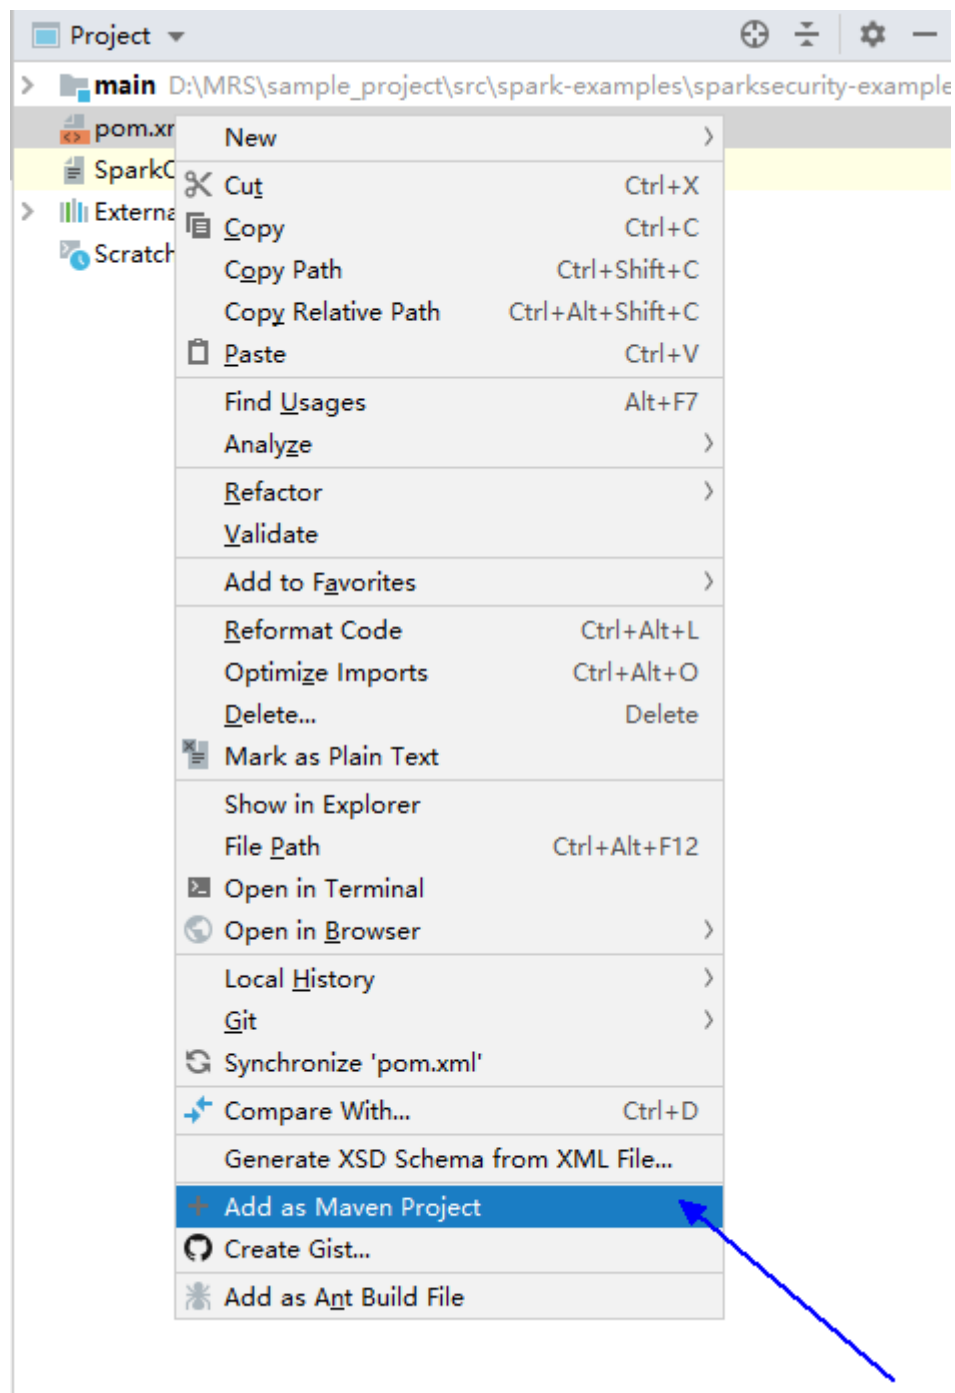 Project
main D:\MRS\sample_project\src\spark-examples\sparksecurity-example
pom.xm
New
SparkC
Cut Ctrl+X
Externa
Copy Ctrl+C
Scratch
Copy Path Ctrl+Shift+C
Copy Relative Path Ctrl+Alt+Shift+C
Paste Ctrl+V
Find Usages Alt+F7
Analyze
Refactor
Validate
Add to Favorites
Reformat Code Ctrl+Alt+L
Optimize Imports Ctrl+Alt+O
Delete... Delete
Mark as Plain Text
Show in Explorer
File Path Ctrl+Alt+F12
Open in Terminal
Open in Browser
Local History
Git
Synchronize 'pom.xml'
Compare With... Ctrl+D
Generate XSD Schema from XML File...
Add as Maven Project
Create Gist...
Add as Ant Build File